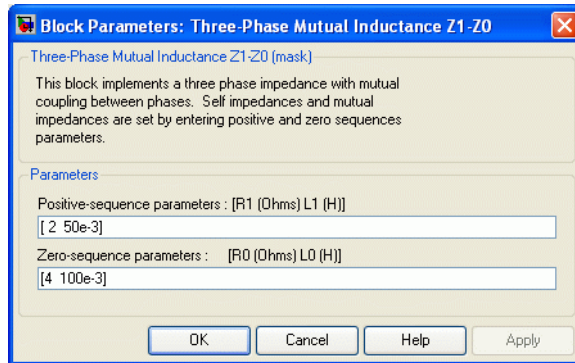 Block Parameters: Three-Phase Mutual Inductance Z1-Z0
Three-Phase Mutual Inductance Z1-Z0 (mask)
This block implements a three phase impedance with mutual
coupling between phases. Self impedances and mutual
impedances are set by entering positive and zero sequences
parameters.
Parameters
Positive-sequence parameters : [R1 (Ohms) L1 (H)]
[ 2 50e-3]
Zero-sequence parameters : [R0 (Ohms) L0 (H)]
[4 100e-3]
OK Cancel Help Apply